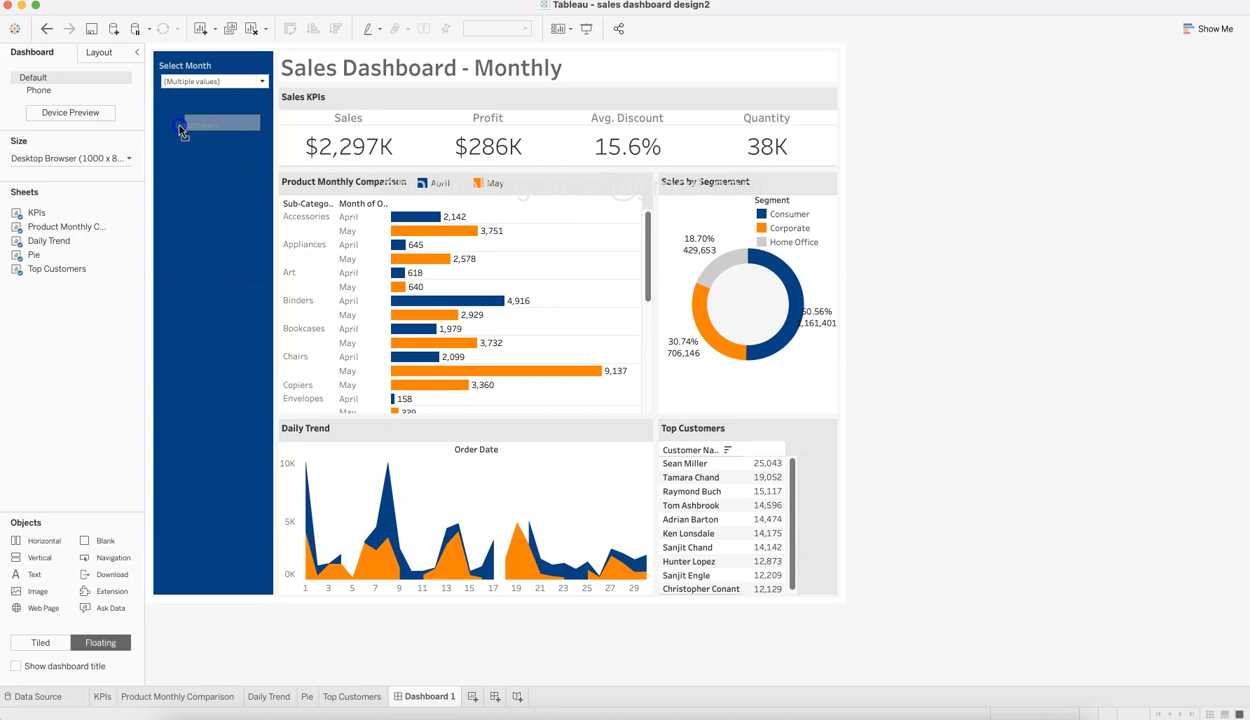 Tableau - sales dashboard design2
Show Me
Dashboard
Layout
Default
Phone
Device Preview
Size
Desktop Browser (1000 x 8...
Sheets
KPIs
Product Monthly C...
Daily Trend
Pie
Top Customers
Objects
Horizontal
Blank
Vertical
Navigation
Text
Download
Image
Extension
Web Page
Ask Data
Tiled
Floating
Show dashboard title
Select Month
(Multiple values)
Sales Dashboard - Monthly
Sales KPIs
Sales Profit Avg. Discount Quantity
$2,297K $286K 15.6% 38K
Product Monthly Comparison April May
Sub-Catego.. Month of O..
Accessories April 2,142
May 3,751
Appliances April 645
May 2,578
Art April 618
May 640
Binders April 4,916
May 2,929
Bookcases April 1,979
May 3,732
Chairs April 2,099
May 9,137
Copiers May 3,360
Envelopes April 158
May 339
Sales by Segmement
Segment
Consumer
Corporate
Home Office
18.70%
429,653
50.56%
1,161,401
30.74%
706,146
Daily Trend
Order Date
10K
5K
0K
1 3 5 7 9 11 13 15 17 19 21 23 25 27 29
Top Customers
Customer Na..
Sean Miller 25,043
Tamara Chand 19,052
Raymond Buch 15,117
Tom Ashbrook 14,596
Adrian Barton 14,474
Ken Lonsdale 14,175
Sanjit Chand 14,142
Hunter Lopez 12,873
Sanjit Engle 12,209
Christopher Conant 12,129
Data Source KPIs Product Monthly Comparison Daily Trend Pie Top Customers Dashboard 1